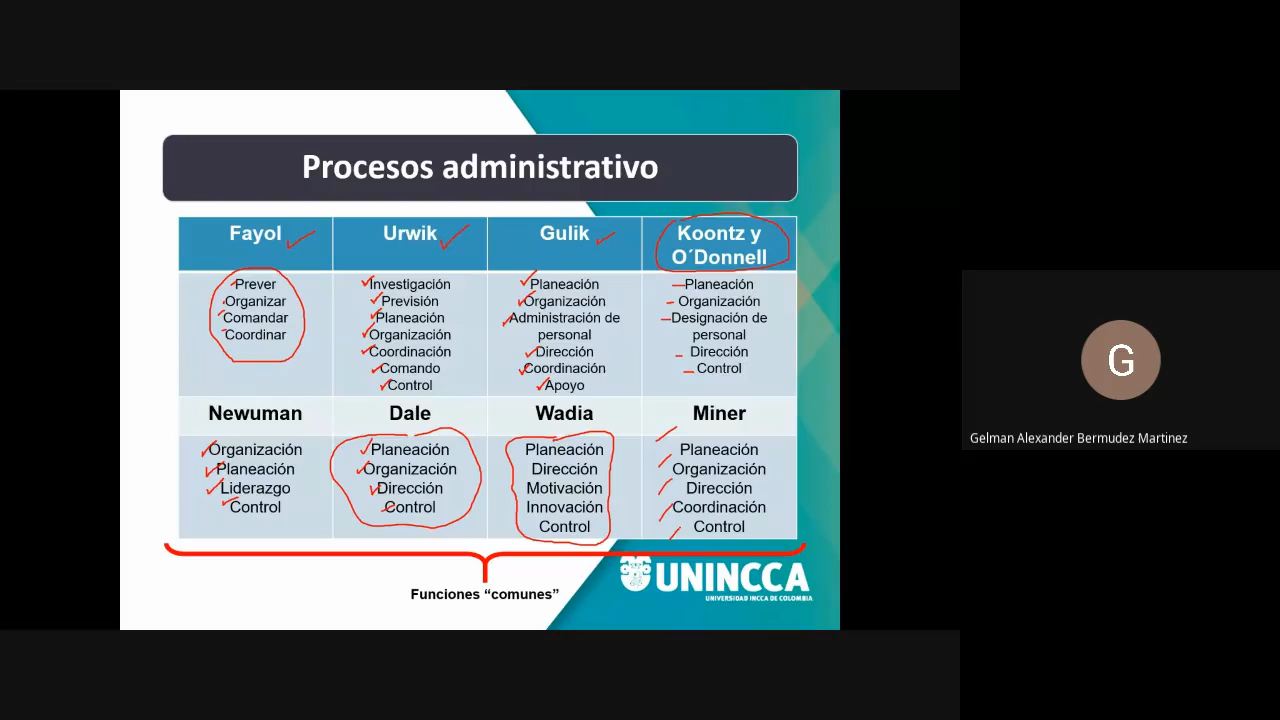 Procesos administrativo
Fayol
Urwik
Gulik
Koontz y
O´Donnell
Prever
Organizar
Comandar
Coordinar
Investigación
Previsión
Planeación
Organización
Coordinación
Comando
Control
Planeación
Organización
Administración de
personal
Dirección
Coordinación
Apoyo
Planeación
Organización
Designación de
personal
Dirección
Control
Newuman
Dale
Wadia
Miner
Organización
Planeación
Liderazgo
Control
Planeación
Organización
Dirección
Control
Planeación
Dirección
Motivación
Innovación
Control
Planeación
Organización
Dirección
Coordinación
Control
Funciones “comunes”
UNINCCA
UNIVERSIDAD INCCA DE COLOMBIA
G
Gelman Alexander Bermudez Martinez